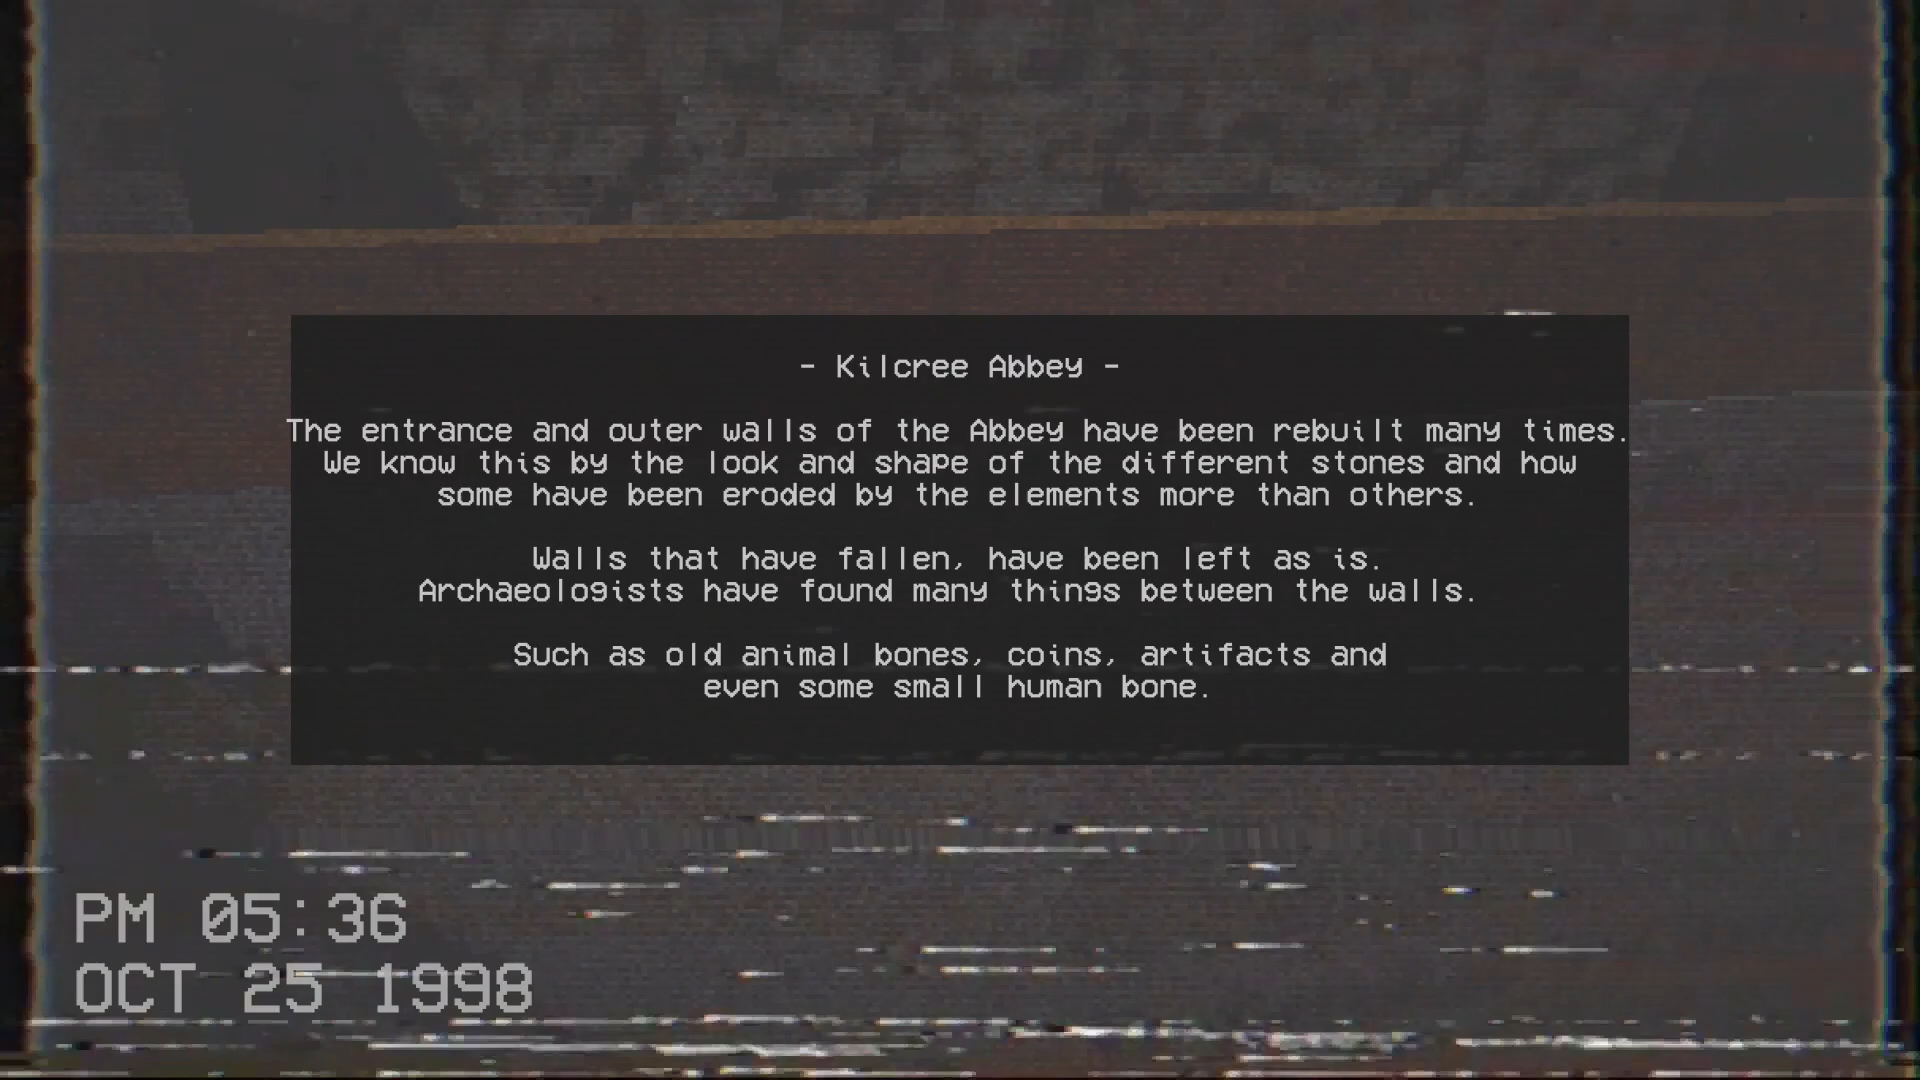 - Kilcree Abbey -
The entrance and outer walls of the Abbey have been rebuilt many times.
We know this by the look and shape of the different stones and how
some have been eroded by the elements more than others.
Walls that have fallen, have been left as is.
Archaeologists have found many things between the walls.
Such as old animal bones, coins, artifacts and
even some small human bone.
PM 05:36
OCT 25 1998